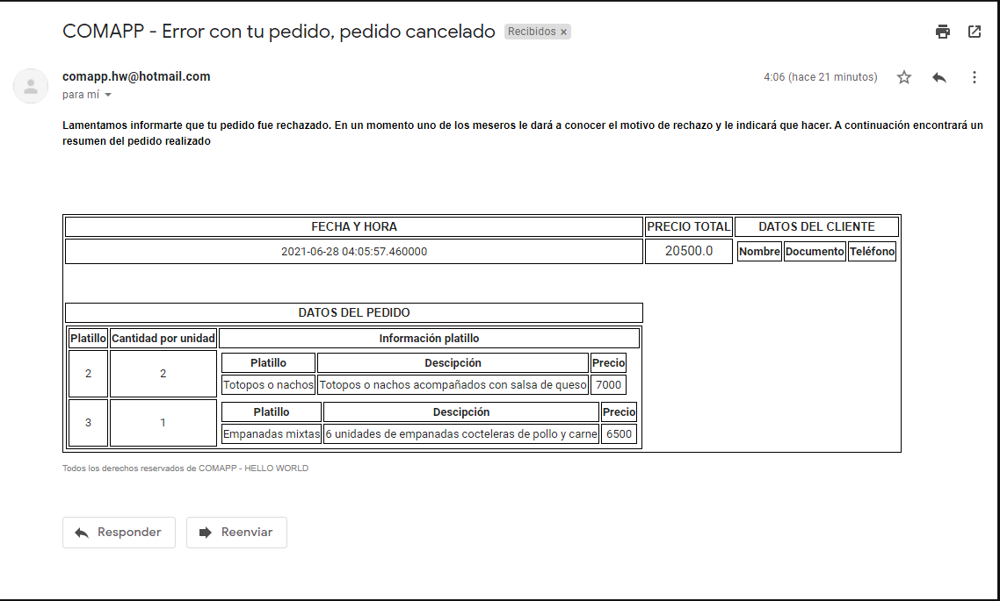 COMAPP - Error con tu pedido, pedido cancelado Recibidos ×
comapp.hw@hotmail.com 4:06 (hace 21 minutos)
para mí
Lamentamos informarte que tu pedido fue rechazado. En un momento uno de los meseros le dará a conocer el motivo de rechazo y le indicará que hacer. A continuación encontrará un
resumen del pedido realizado
FECHA Y HORA PRECIO TOTAL DATOS DEL CLIENTE
2021-06-28 04:05:57.460000 20500.0 Nombre Documento Teléfono
DATOS DEL PEDIDO
Platillo Cantidad por unidad Información platillo
Platillo Descipción Precio
2 2
Totopos o nachos Totopos o nachos acompañados con salsa de queso 7000
Platillo Descipción Precio
3 1
Empanadas mixtas 6 unidades de empanadas cocteleras de pollo y carne 6500
Todos los derechos reservados de COMAPP - HELLO WORLD
Responder Reenviar